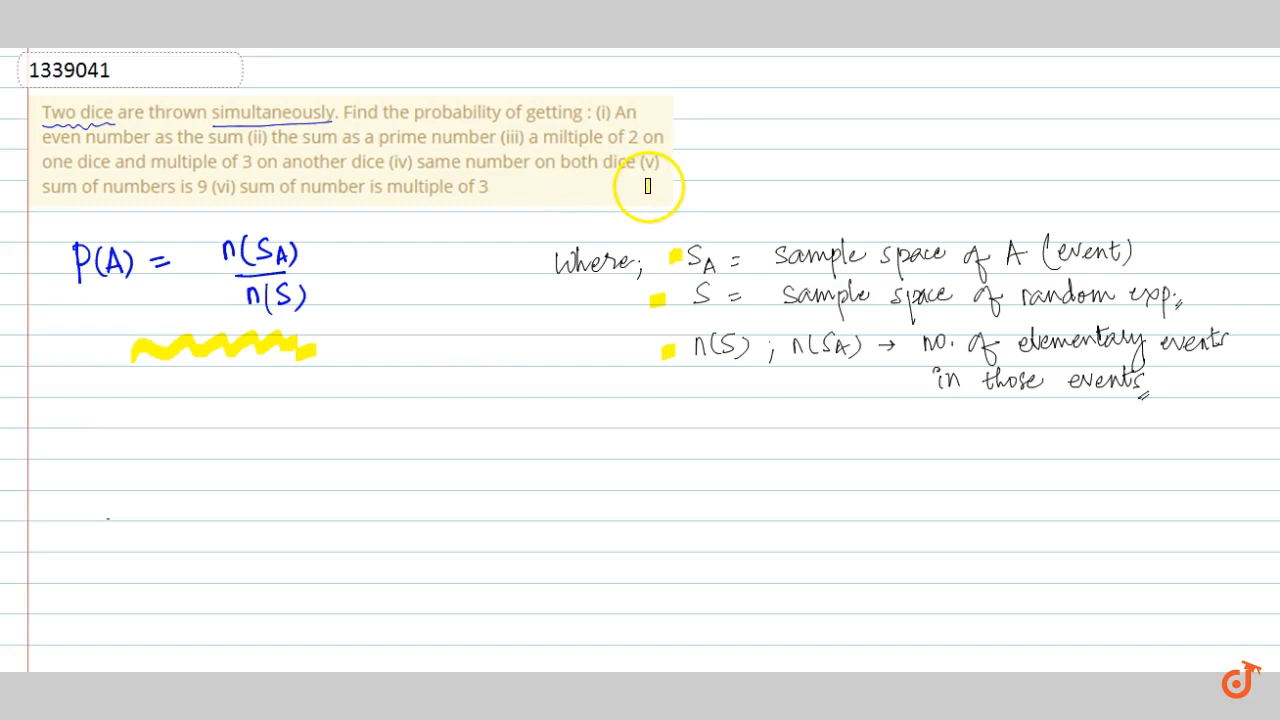 1339041
Two dice are thrown simultaneously. Find the probability of getting : (i) An
even number as the sum (ii) the sum as a prime number (iii) a miltiple of 2 on
one dice and multiple of 3 on another dice (iv) same number on both dice (v)
sum of numbers is 9 (vi) sum of number is multiple of 3
P(A) = n(SA) / n(S)
where; SA = sample space of A (event)
S = sample space of random exp.
n(S) ; n(SA) → no. of elementary events
in those events